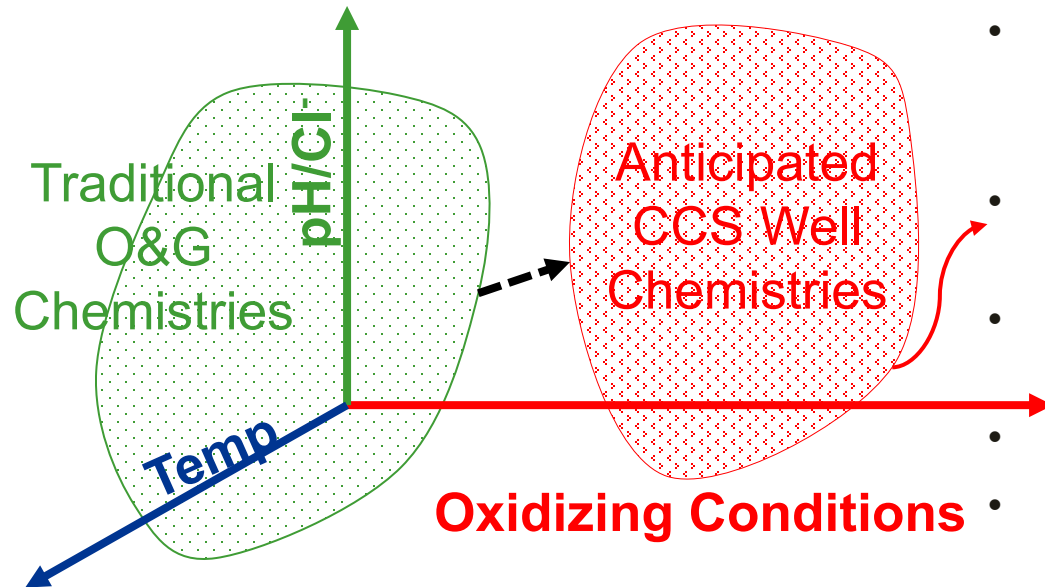 pH/Cl-
Traditional
O&G
Chemistries
Anticipated
CCS Well
Chemistries
Temp
Oxidizing Conditions